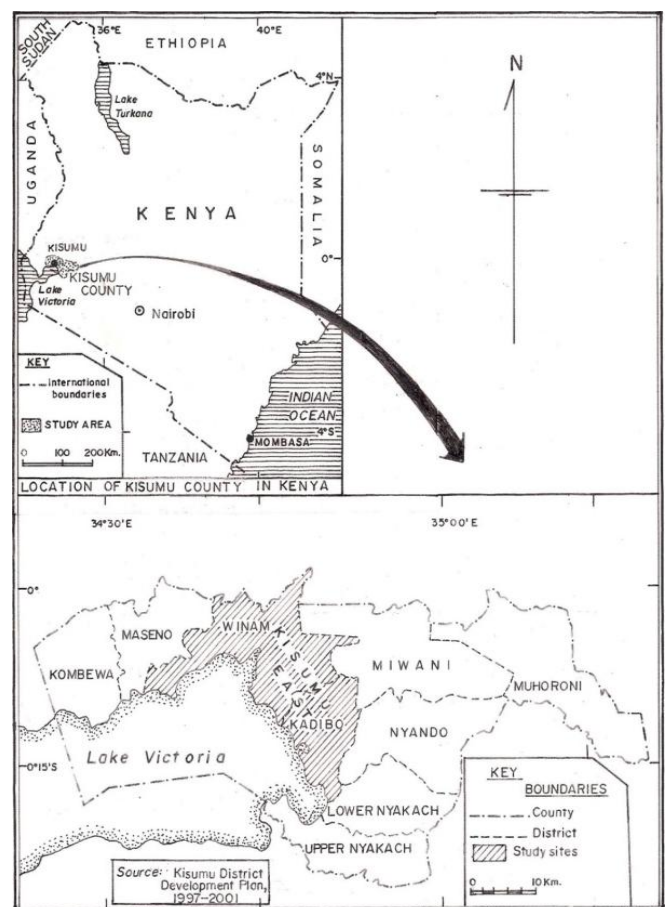 36°E
40°E
SOUTH
SUDAN
ETHIOPIA
4°N
Lake
Turkana
UGANDA
SOMALIA
KENYA
KISUMU
0°
KISUMU
COUNTY
Lake
Victoria
Nairobi
KEY
International
boundaries
STUDY AREA
0 100 200Km.
INDIAN
OCEAN
4°S
MOMBASA
TANZANIA
LOCATION OF KISUMU COUNTY IN KENYA
N
34°30'E
35°00'E
0°
MASENO
WINAM
KISUMU
EAST
KOMBEWA
MIWANI
MUHORONI
KADIBO
NYANDO
Lake Victoria
0°15'S
LOWER NYAKACH
UPPER NYAKACH
KEY
BOUNDARIES
County
District
Study sites
0 10 Km.
Source: Kisumu District
Development Plan,
1997-2001